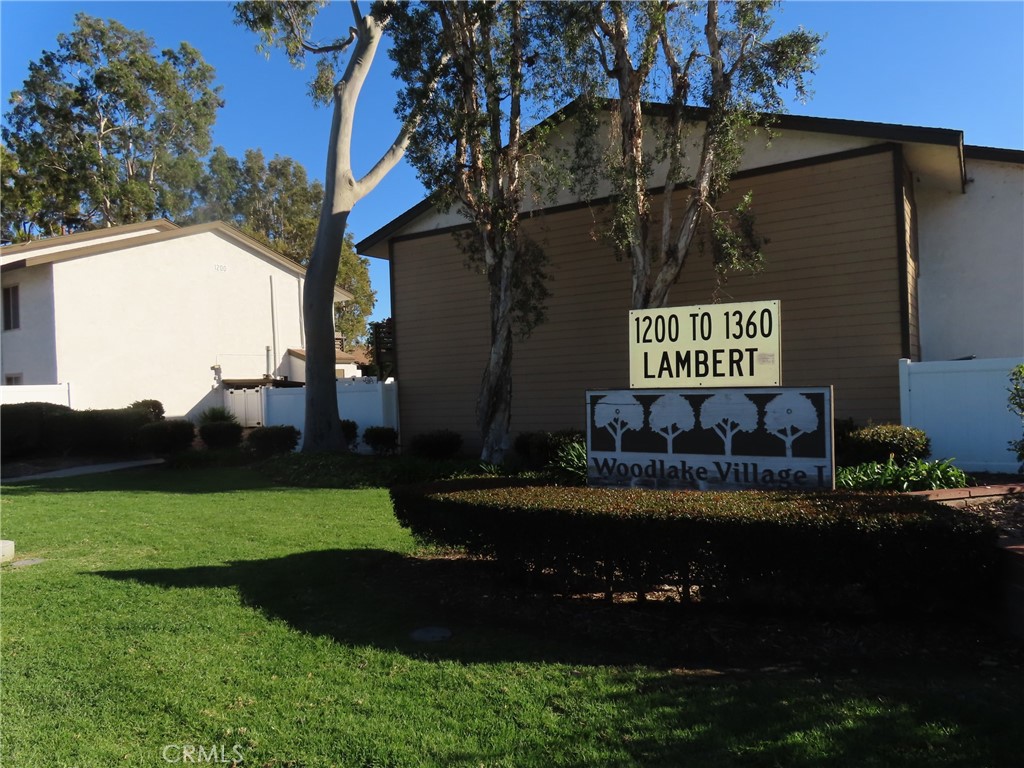 1200 TO 1360
LAMBERT
Woodlake Village I
CRMLS